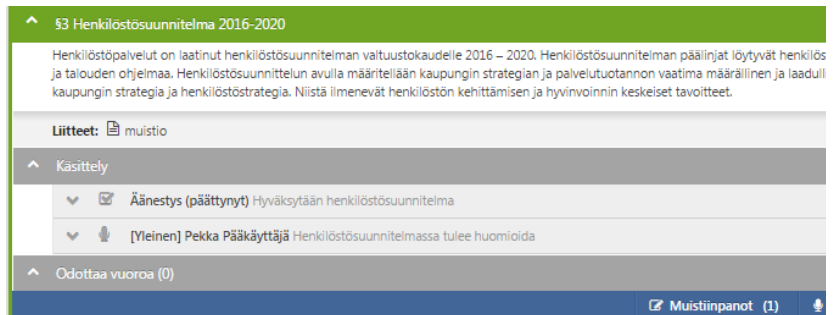 §3 Henkilöstösuunnitelma 2016-2020
Henkilöstöpalvelut on laatinut henkilöstösuunnitelman valtuustokaudelle 2016 – 2020. Henkilöstösuunnitelman päälinjat löytyvät henkilös
ja talouden ohjelmaa. Henkilöstösuunnittelun avulla määritellään kaupungin strategian ja palvelutuotannon vaatima määrällinen ja laadull
kaupungin strategia ja henkilöstöstrategia. Niistä ilmenevät henkilöstön kehittämisen ja hyvinvoinnin keskeiset tavoitteet.
Liitteet: muistio
Käsittely
Äänestys (päättynyt) Hyväksytään henkilöstösuunnitelma
[Yleinen] Pekka Pääkäyttäjä Henkilöstösuunnitelmassa tulee huomioida
Odottaa vuoroa (0)
Muistiinpanot (1)